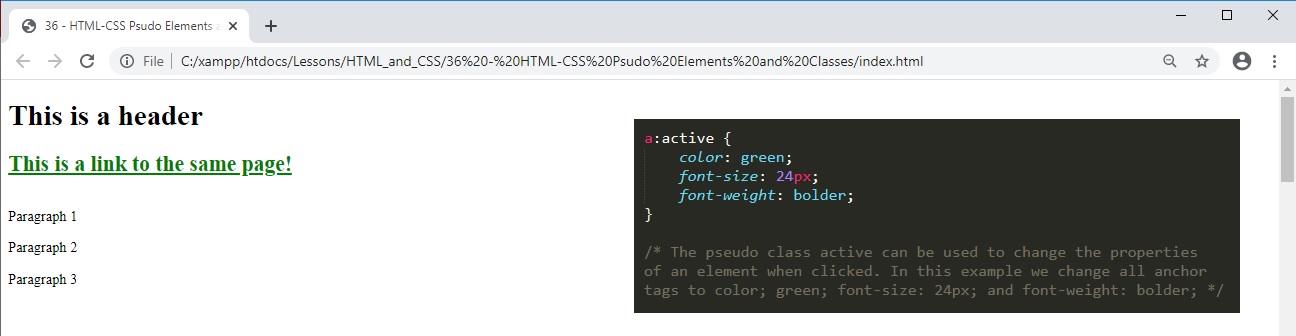 36 - HTML-CSS Psudo Elements
File | C:/xampp/htdocs/Lessons/HTML_and_CSS/36%20-%20HTML-CSS%20Psudo%20Elements%20and%20Classes/index.html
This is a header
This is a link to the same page!
Paragraph 1
Paragraph 2
Paragraph 3
a:active {
color: green;
font-size: 24px;
font-weight: bolder;
}
/* The pseudo class active can be used to change the properties
of an element when clicked. In this example we change all anchor
tags to color; green; font-size: 24px; and font-weight: bolder; */